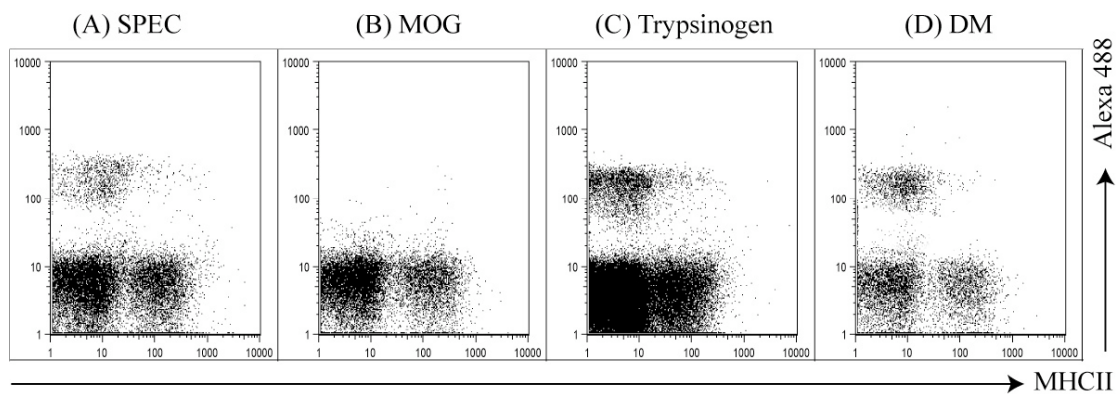 (A) SPEC (B) MOG (C) Trypsinogen (D) DM
10000 10000 10000 10000
1000 1000 1000 1000
100 100 100 100
10 10 10 10
1 1 1 1
1 10 100 1000 10000 1 10 100 1000 10000 1 10 100 1000 10000 1 10 100 1000 10000
Alexa 488
MHCII